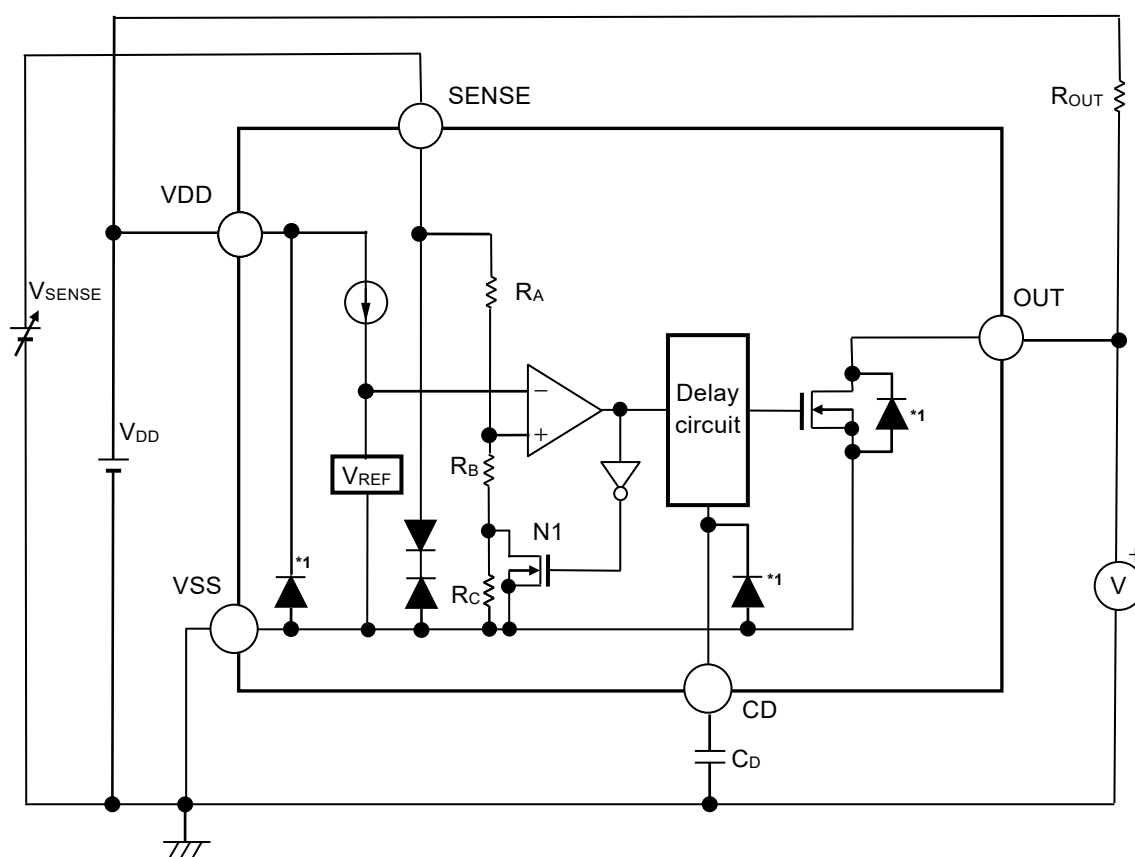 SENSE
ROUT
VDD
VSENSE
RA
OUT
−
+
Delay
circuit
*1
VDD
RB
VREF
N1
*1
*1
VSS
RC
+
V
CD
CD